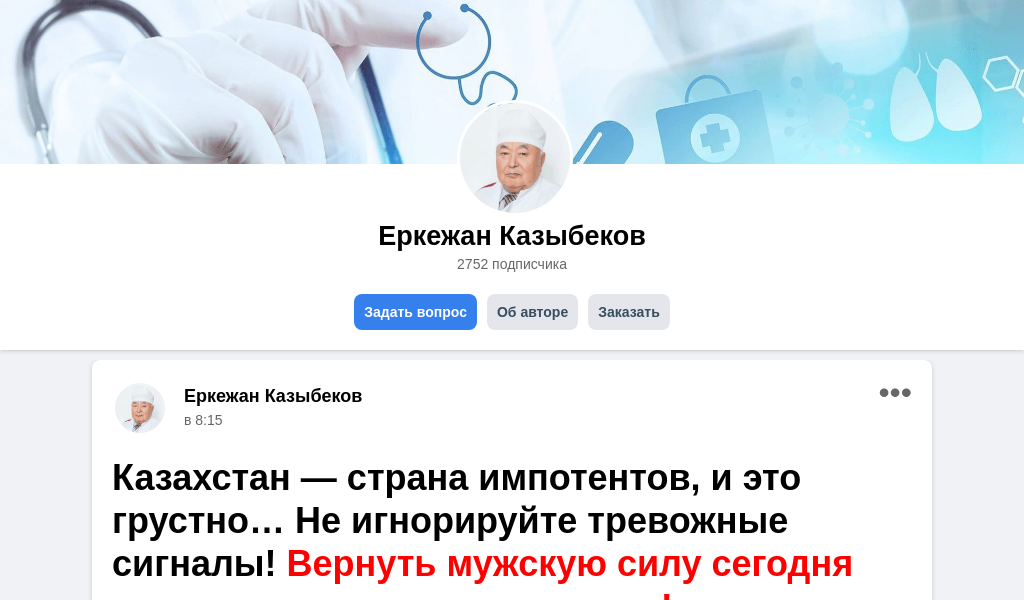 Еркежан Казыбеков
2752 подписчика
Задать вопрос
Об авторе
Заказать
Еркежан Казыбеков
в 8:15
Казахстан — страна импотентов, и это
грустно… Не игнорируйте тревожные
сигналы! Вернуть мужскую силу сегодня